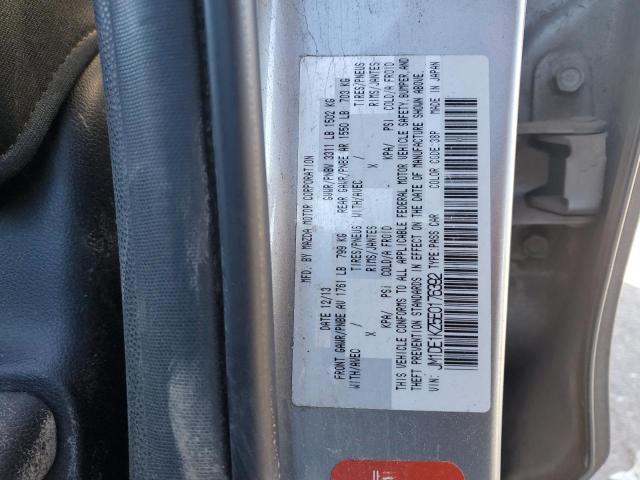 MFD. BY MAZDA MOTOR CORPORATION
DATE 12/13 GVWR/PNBV 3311 LB 1502 KG
FRONT GAWR/PNBE AV 1761 LB 799 KG REAR GAWR/PNBE AR 1550 LB 703 KG
WITH/AVEC / TIRES/PNEUS WITH/AVEC / TIRES/PNEUS
X RIMS/JANTES X RIMS/JANTES
KPA/ PSI COLD/A FROID KPA/ PSI COLD/A FROID
THIS VEHICLE CONFORMS TO ALL APPLICABLE FEDERAL MOTOR VEHICLE SAFETY, BUMPER, AND
THEFT PREVENTION STANDARDS IN EFFECT ON THE DATE OF MANUFACTURE SHOWN ABOVE.
VIN: JM1DE1KZ5E0176392 TYPE:PASS CAR COLOR CODE:38P MADE IN JAPAN